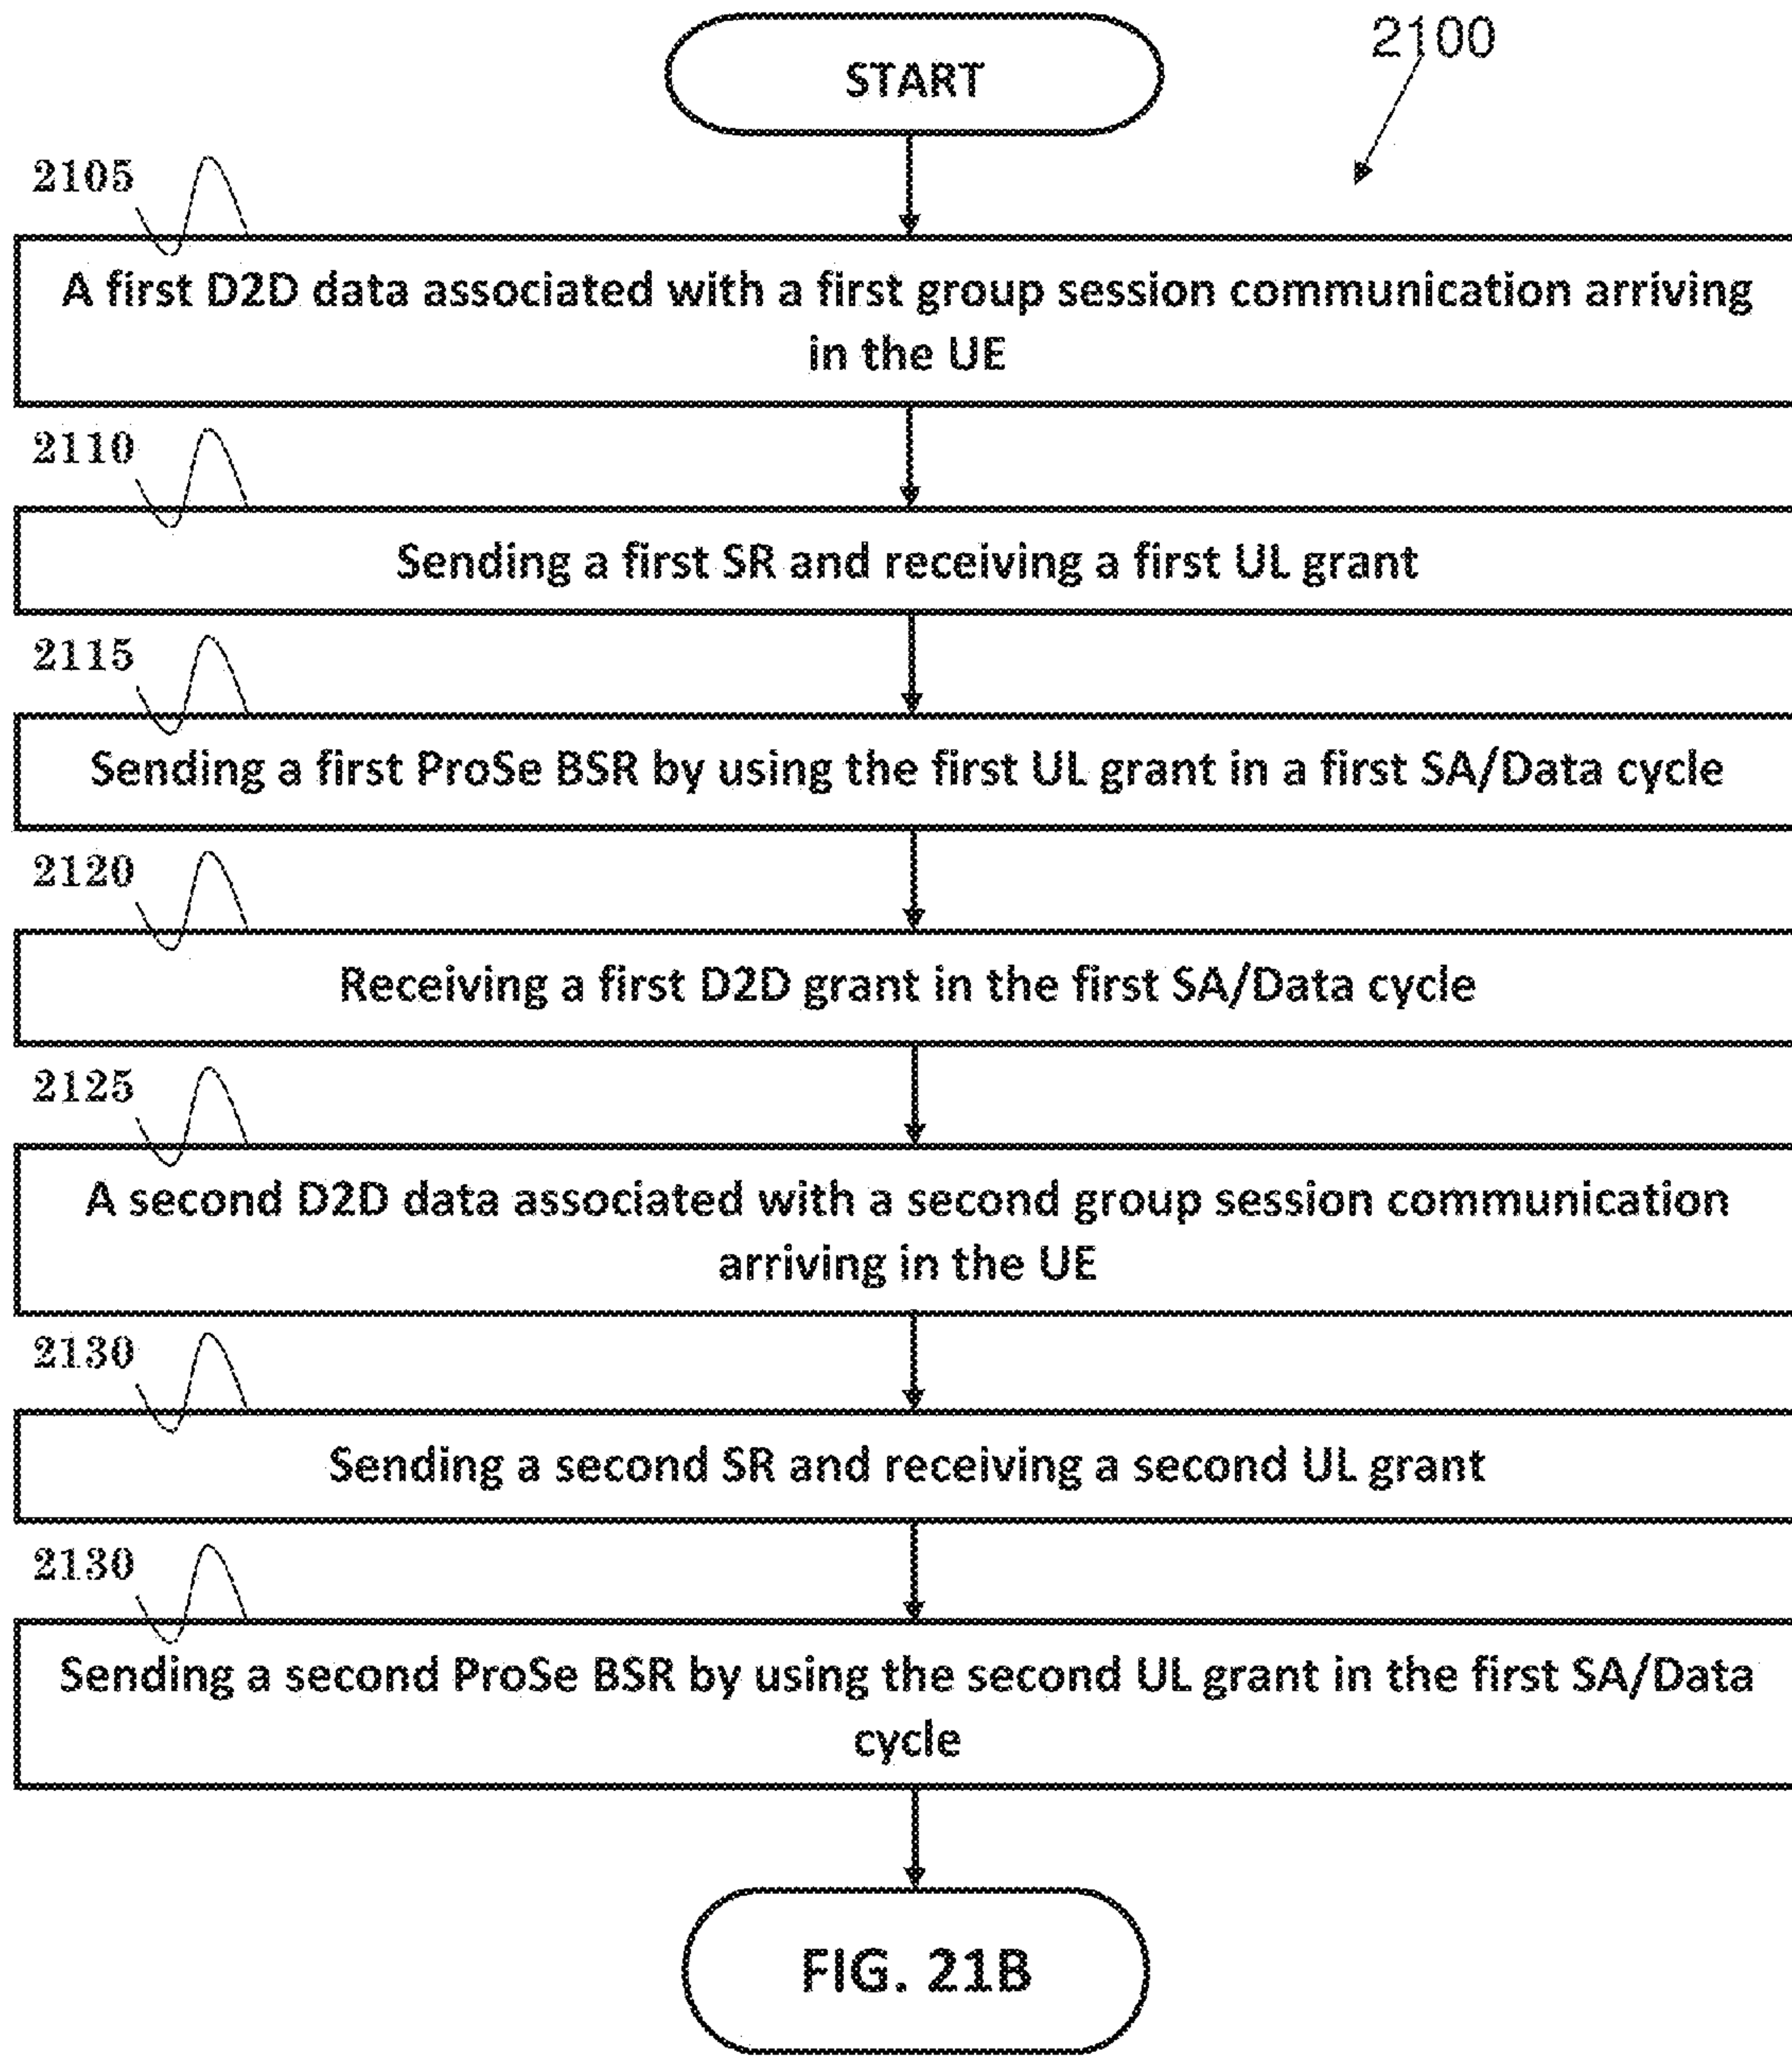 START
2100
2105
A first D2D data associated with a first group session communication arriving
in the UE
2110
Sending a first SR and receiving a first UL grant
2115
Sending a first ProSe BSR by using the first UL grant in a first SA/Data cycle
2120
Receiving a first D2D grant in the first SA/Data cycle
2125
A second D2D data associated with a second group session communication
arriving in the UE
2130
Sending a second SR and receiving a second UL grant
2130
Sending a second ProSe BSR by using the second UL grant in the first SA/Data
cycle
FIG. 21B